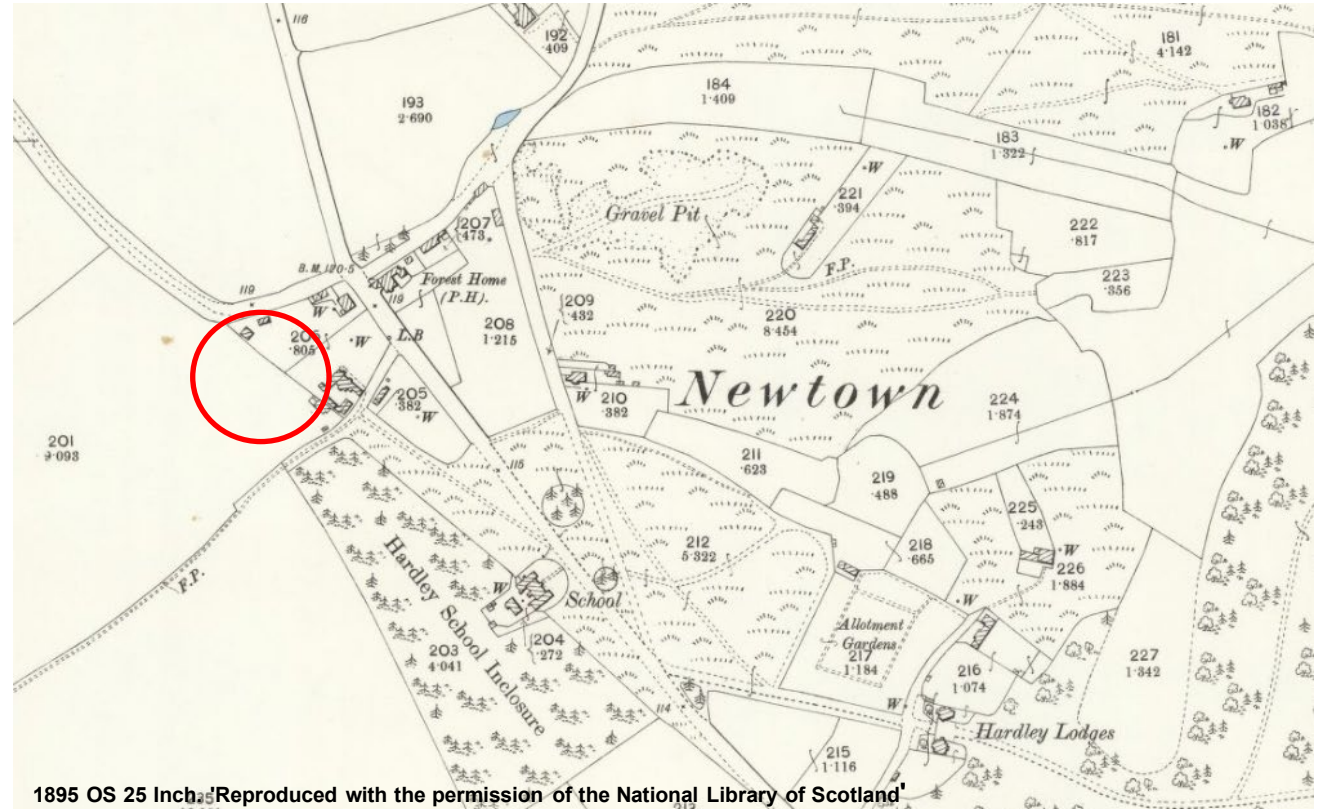 116
192
·409
181
4·142
193
2·690
184
1·409
182
1·038
W
183
1·322
W
221
·394
Gravel Pit
207
·473
222
·817
B.M. 120·5
F.P.
223
·356
Forest Home
(P.H).
119
119
209
·432
220
8·454
W
208
1·215
206
·805
W
L.B
Newtown
205
·382
W
W
210
·382
224
1·874
201
9·093
211
·623
115
219
·488
225
·243
212
5·322
218
·665
W
226
1·884
Hardley School Inclosure
F.P.
W
School
W
Allotment
Gardens
217
1·184
204
·272
203
4·041
227
1·342
216
1·074
W
114
Hardley Lodges
215
1·116
1895 OS 25 Inch. 'Reproduced with the permission of the National Library of Scotland'